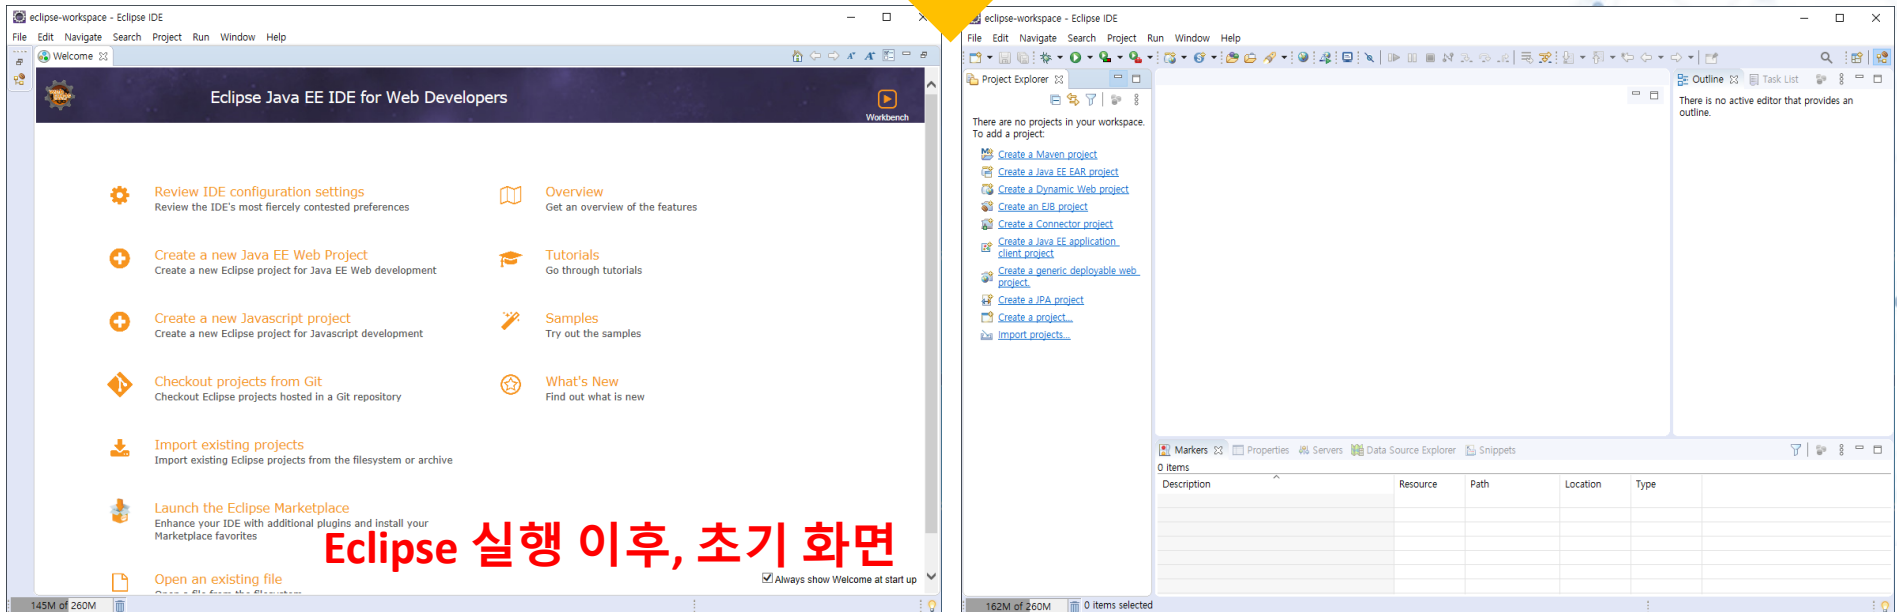 eclipse-workspace - Eclipse IDE
File Edit Navigate Search Project Run Window Help
Welcome
Eclipse Java EE IDE for Web Developers
Workbench
Review IDE configuration settings
Review the IDE's most fiercely contested preferences
Overview
Get an overview of the features
Create a new Java EE Web Project
Create a new Eclipse project for Java EE Web development
Tutorials
Go through tutorials
Create a new Javascript project
Create a new Eclipse project for Javascript development
Samples
Try out the samples
Checkout projects from Git
Checkout Eclipse projects hosted in a Git repository
What's New
Find out what is new
Import existing projects
Import existing Eclipse projects from the filesystem or archive
Launch the Eclipse Marketplace
Enhance your IDE with additional plugins and install your
Marketplace favorites
Eclipse 실행 이후, 초기 화면
Open an existing file
Open a file from the filesystem
Always show Welcome at start up
145M of 260M
eclipse-workspace - Eclipse IDE
File Edit Navigate Search Project Run Window Help
Project Explorer
There are no projects in your workspace.
To add a project:
Create a Maven project
Create a Java EE EAR project
Create a Dynamic Web project
Create an EJB project
Create a Connector project
Create a Java EE application
client project
Create a generic deployable web
project.
Create a JPA project
Create a project...
Import projects...
Outline Task List
There is no active editor that provides an
outline.
Markers Properties Servers Data Source Explorer Snippets
0 items
Description Resource Path Location Type
162M of 260M 0 items selected